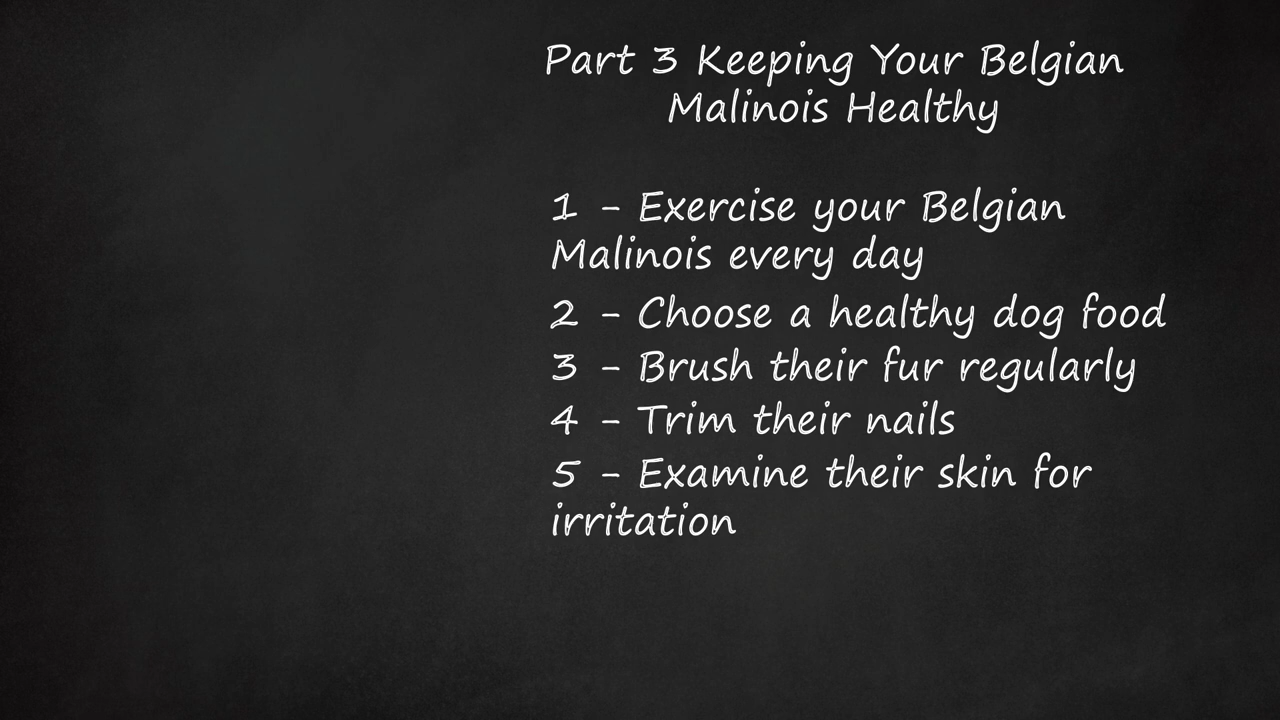 Part 3 Keeping Your Belgian
Malinois Healthy
1 - Exercise your Belgian
Malinois every day
2 - Choose a healthy dog food
3 - Brush their fur regularly
4 - Trim their nails
5 - Examine their skin for
irritation